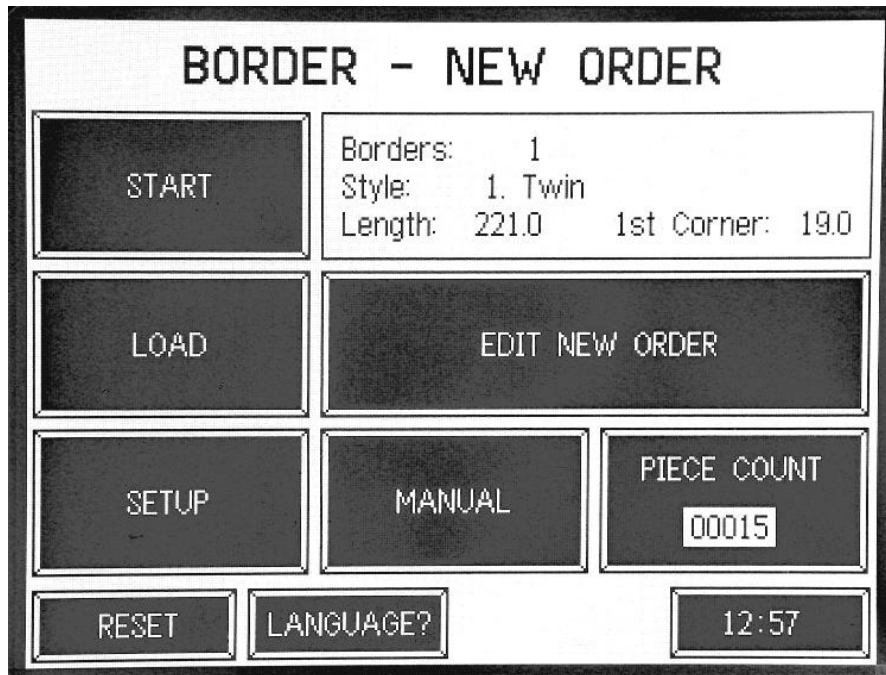 BORDER - NEW ORDER
START
Borders: 1
Style: 1. Twin
Length: 221.0 1st Corner: 19.0
LOAD
EDIT NEW ORDER
SETUP
MANUAL
PIECE COUNT
00015
RESET
LANGUAGE?
12:57